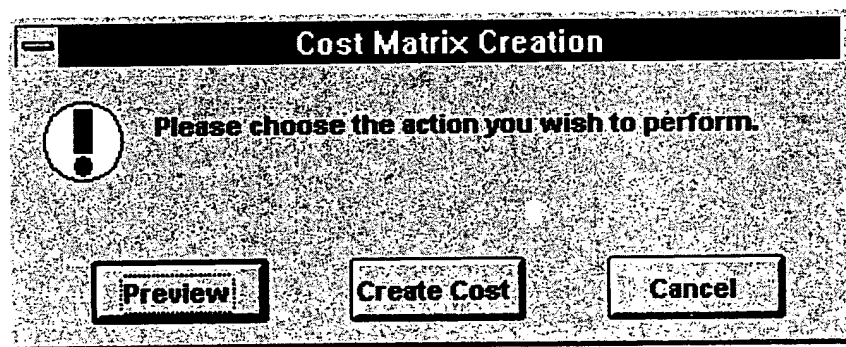 Cost Matrix Creation
Please choose the action you wish to perform.
Preview Create Cost Cancel